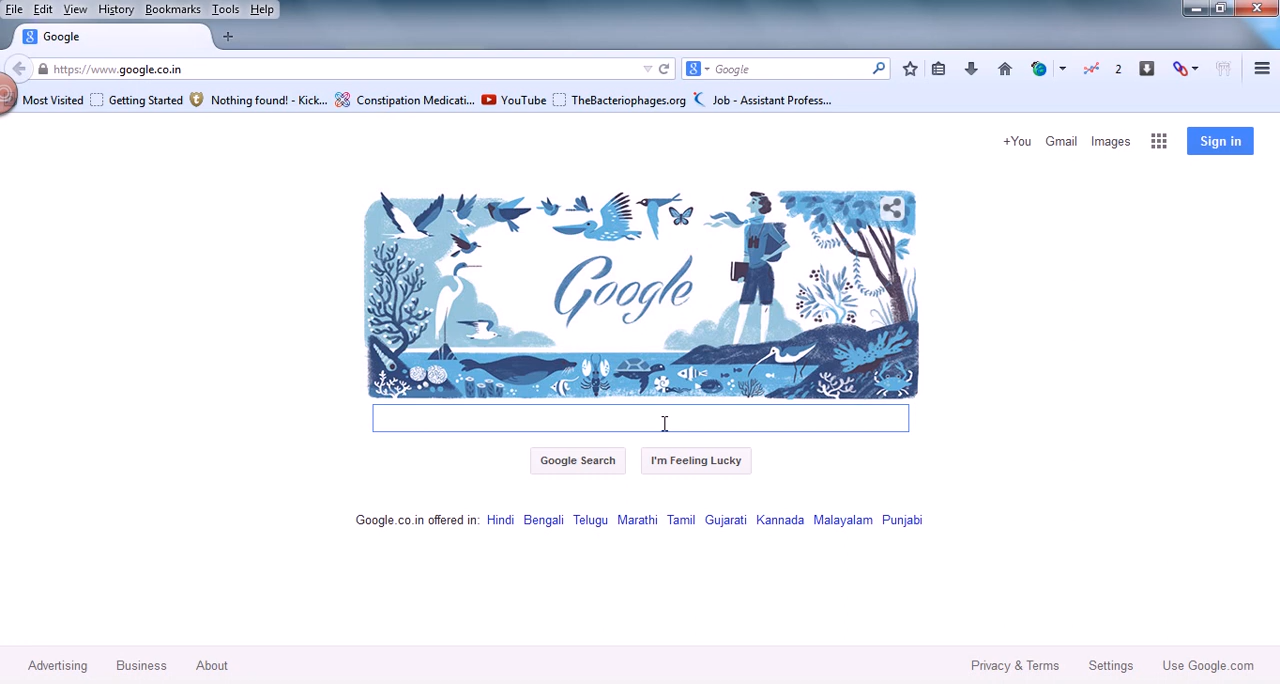 File Edit View History Bookmarks Tools Help
Google
https://www.google.co.in Google 2
Most Visited Getting Started Nothing found! - Kick... Constipation Medicati... YouTube TheBacteriophages.org Job - Assistant Profess...
+You Gmail Images Sign in
Google
Google Search I'm Feeling Lucky
Google.co.in offered in: Hindi Bengali Telugu Marathi Tamil Gujarati Kannada Malayalam Punjabi
Advertising Business About Privacy & Terms Settings Use Google.com